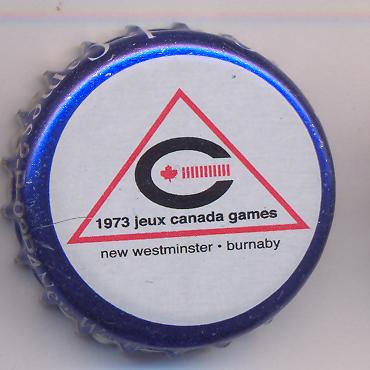 1973 jeux canada games
new westminster • burnaby